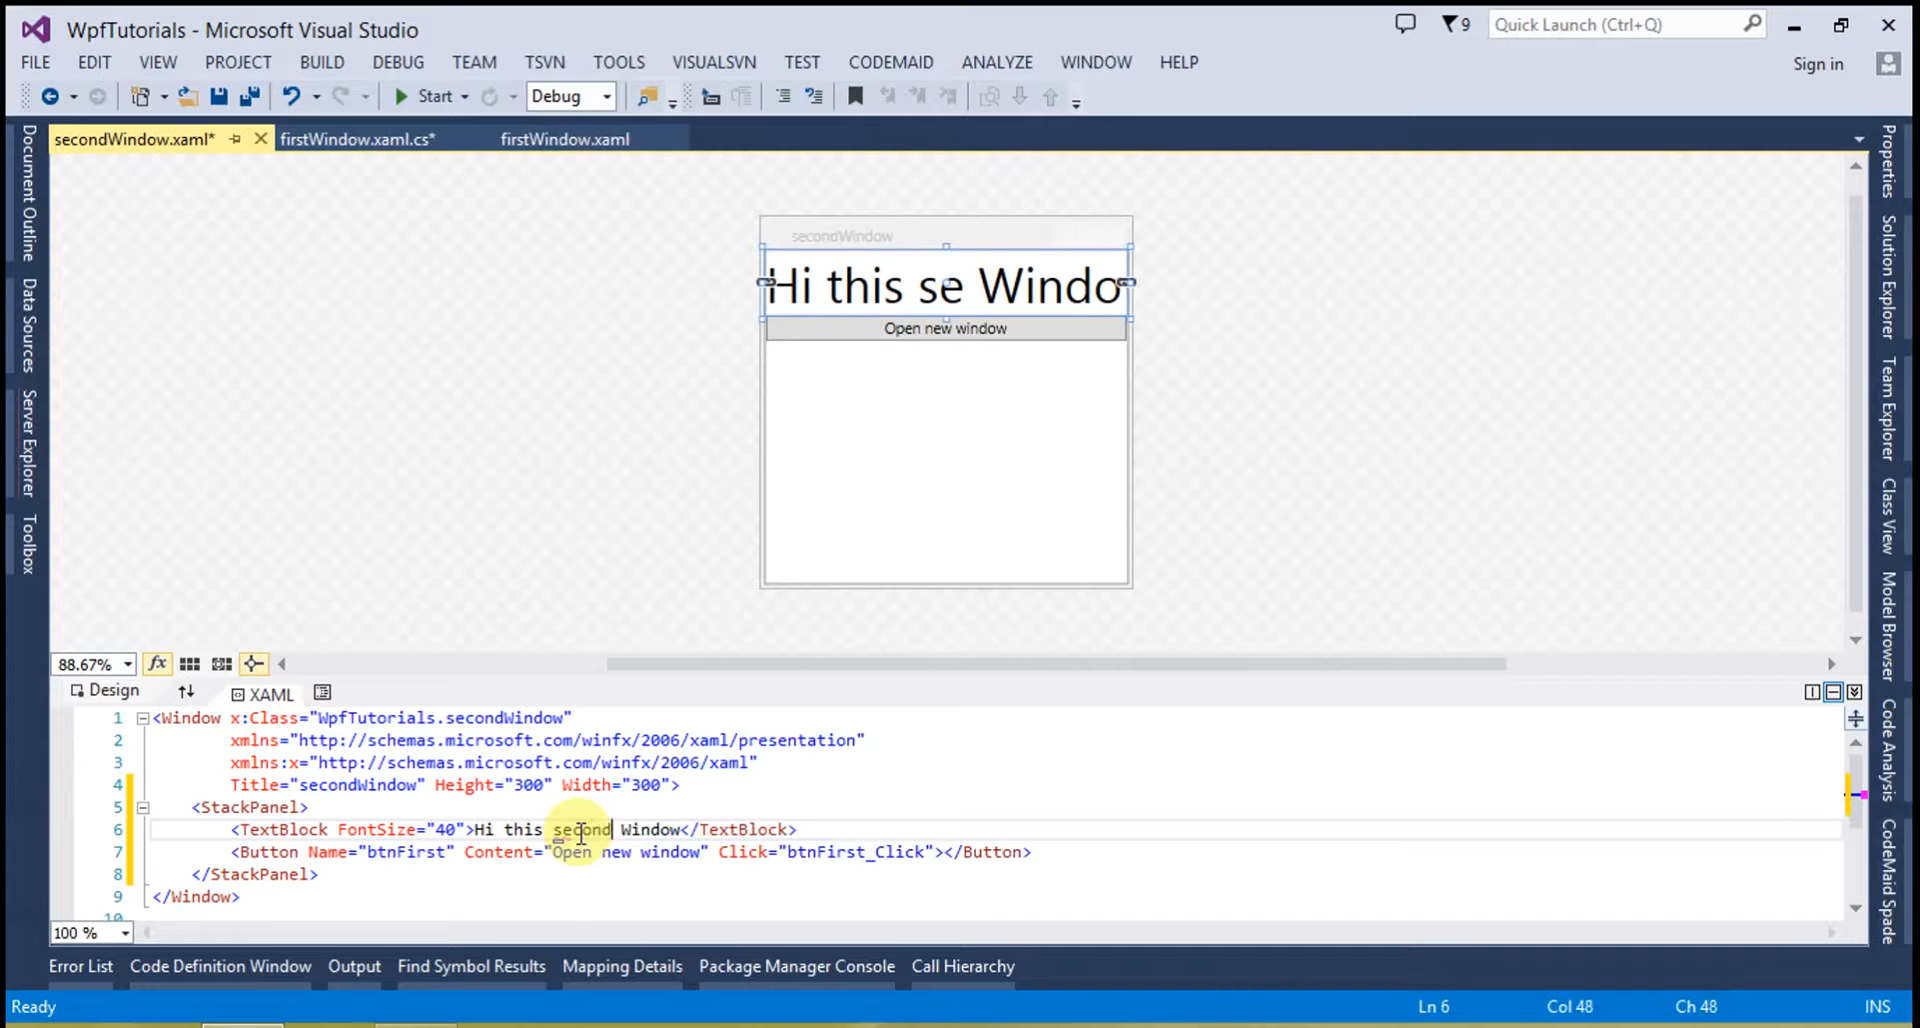 WpfTutorials - Microsoft Visual Studio
9
Quick Launch (Ctrl+Q)
FILE EDIT VIEW PROJECT BUILD DEBUG TEAM TSVN TOOLS VISUALSVN TEST CODEMAID ANALYZE WINDOW HELP
Sign in
Start
Debug
secondWindow.xaml*
firstWindow.xaml.cs*
firstWindow.xaml
Document Outline
Data Sources
Server Explorer
Toolbox
secondWindow
Hi this se Windo
Open new window
Properties
Solution Explorer
Team Explorer
Class View
Model Browser
Code Analysis
CodeMaid Spade
88.67%
fx
Design
XAML
1 <Window x:Class="WpfTutorials.secondWindow"
2 xmlns="http://schemas.microsoft.com/winfx/2006/xaml/presentation"
3 xmlns:x="http://schemas.microsoft.com/winfx/2006/xaml"
4 Title="secondWindow" Height="300" Width="300">
5 <StackPanel>
6 <TextBlock FontSize="40">Hi this second Window</TextBlock>
7 <Button Name="btnFirst" Content="Open new window" Click="btnFirst_Click"></Button>
8 </StackPanel>
9 </Window>
10
100 %
Error List Code Definition Window Output Find Symbol Results Mapping Details Package Manager Console Call Hierarchy
Ready
Ln 6 Col 48 Ch 48 INS